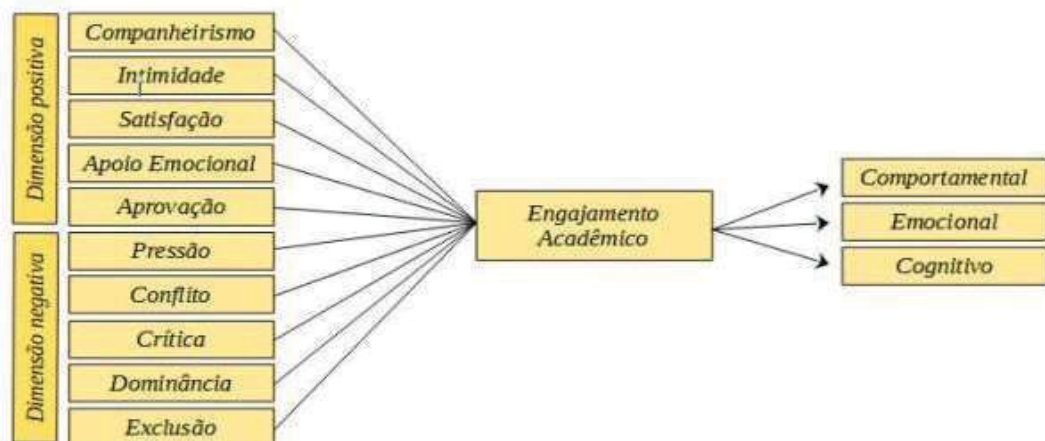 Dimensão positiva
Companheirismo
Intimidade
Satisfação
Apoio Emocional
Aprovação
Dimensão negativa
Pressão
Conflito
Crítica
Dominância
Exclusão
Engajamento
Acadêmico
Comportamental
Emocional
Cognitivo